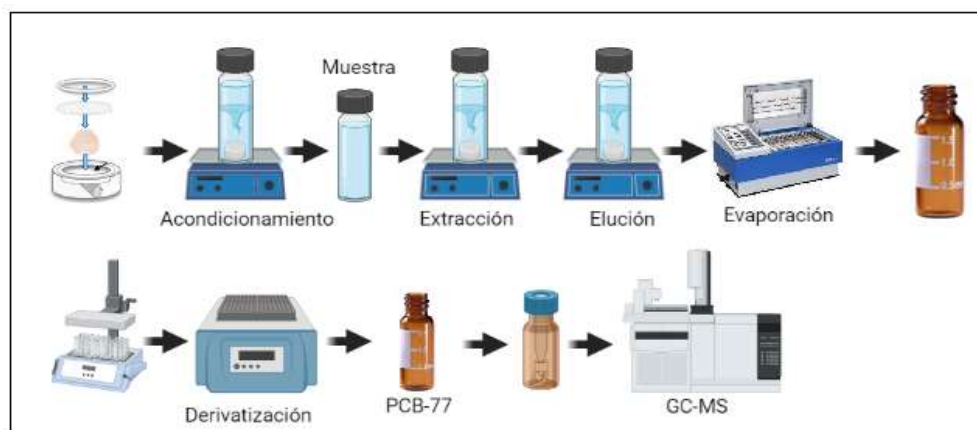 Muestra
Acondicionamiento
Extracción
Elución
Evaporación
Derivatización
PCB-77
GC-MS